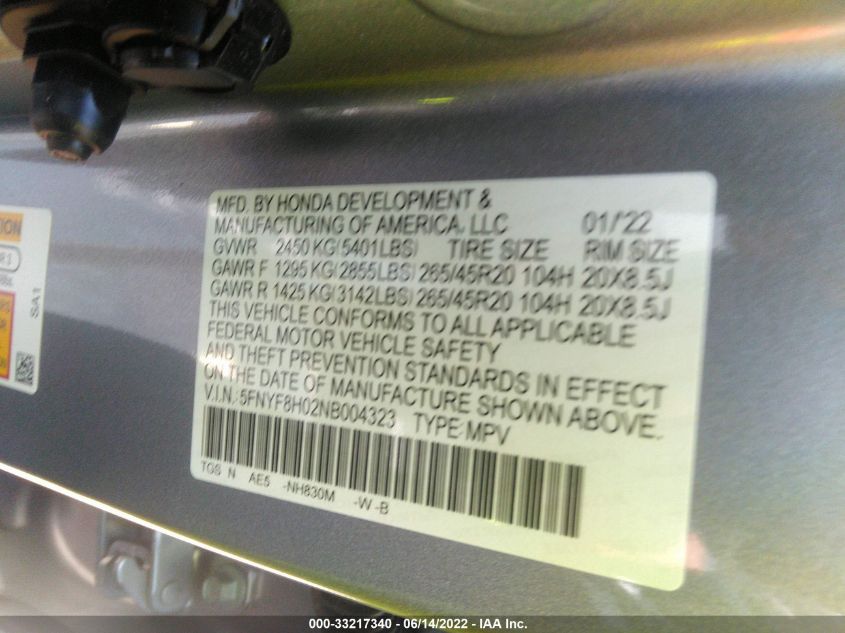 MFD. BY HONDA DEVELOPMENT &
MANUFACTURING OF AMERICA, LLC 01/'22
GVWR 2450 KG(5401LBS) TIRE SIZE RIM SIZE
GAWR F 1295 KG(2855LBS) 265/45R20 104H 20X8.5J
GAWR R 1425 KG(3142LBS) 265/45R20 104H 20X8.5J
THIS VEHICLE CONFORMS TO ALL APPLICABLE
FEDERAL MOTOR VEHICLE SAFETY
AND THEFT PREVENTION STANDARDS IN EFFECT
ON THE DATE OF MANUFACTURE SHOWN ABOVE.
V.I.N.: 5FNYF8H02NB004323 TYPE:MPV
TGS N AE5 -NH830M -W-B
SA1
000-33217340 - 06/14/2022 - IAA Inc.